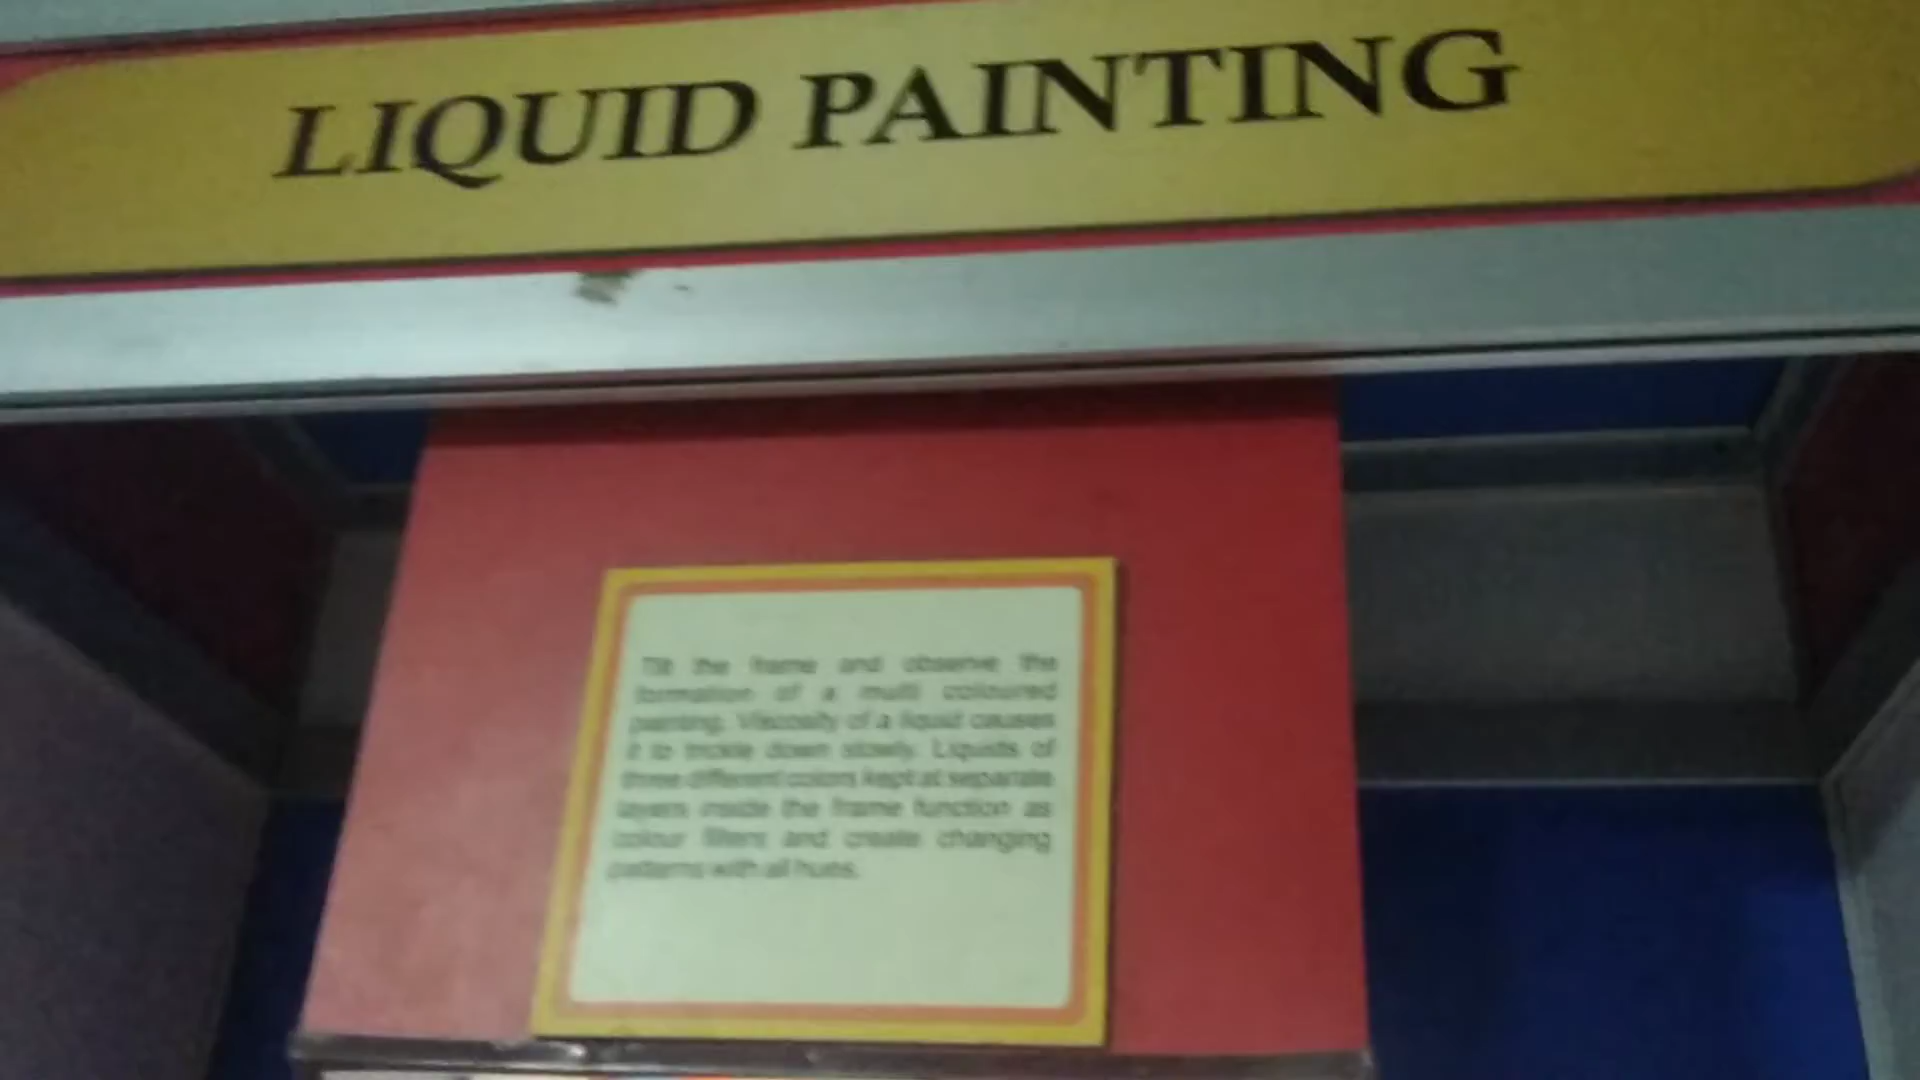 LIQUID PAINTING
Tilt the frame and observe the
formation of a multi coloured
painting. Viscosity of a liquid causes
it to trickle down slowly. Liquids of
three different colors kept at separate
layers inside the frame function as
colour filters and create changing
patterns with all hues.